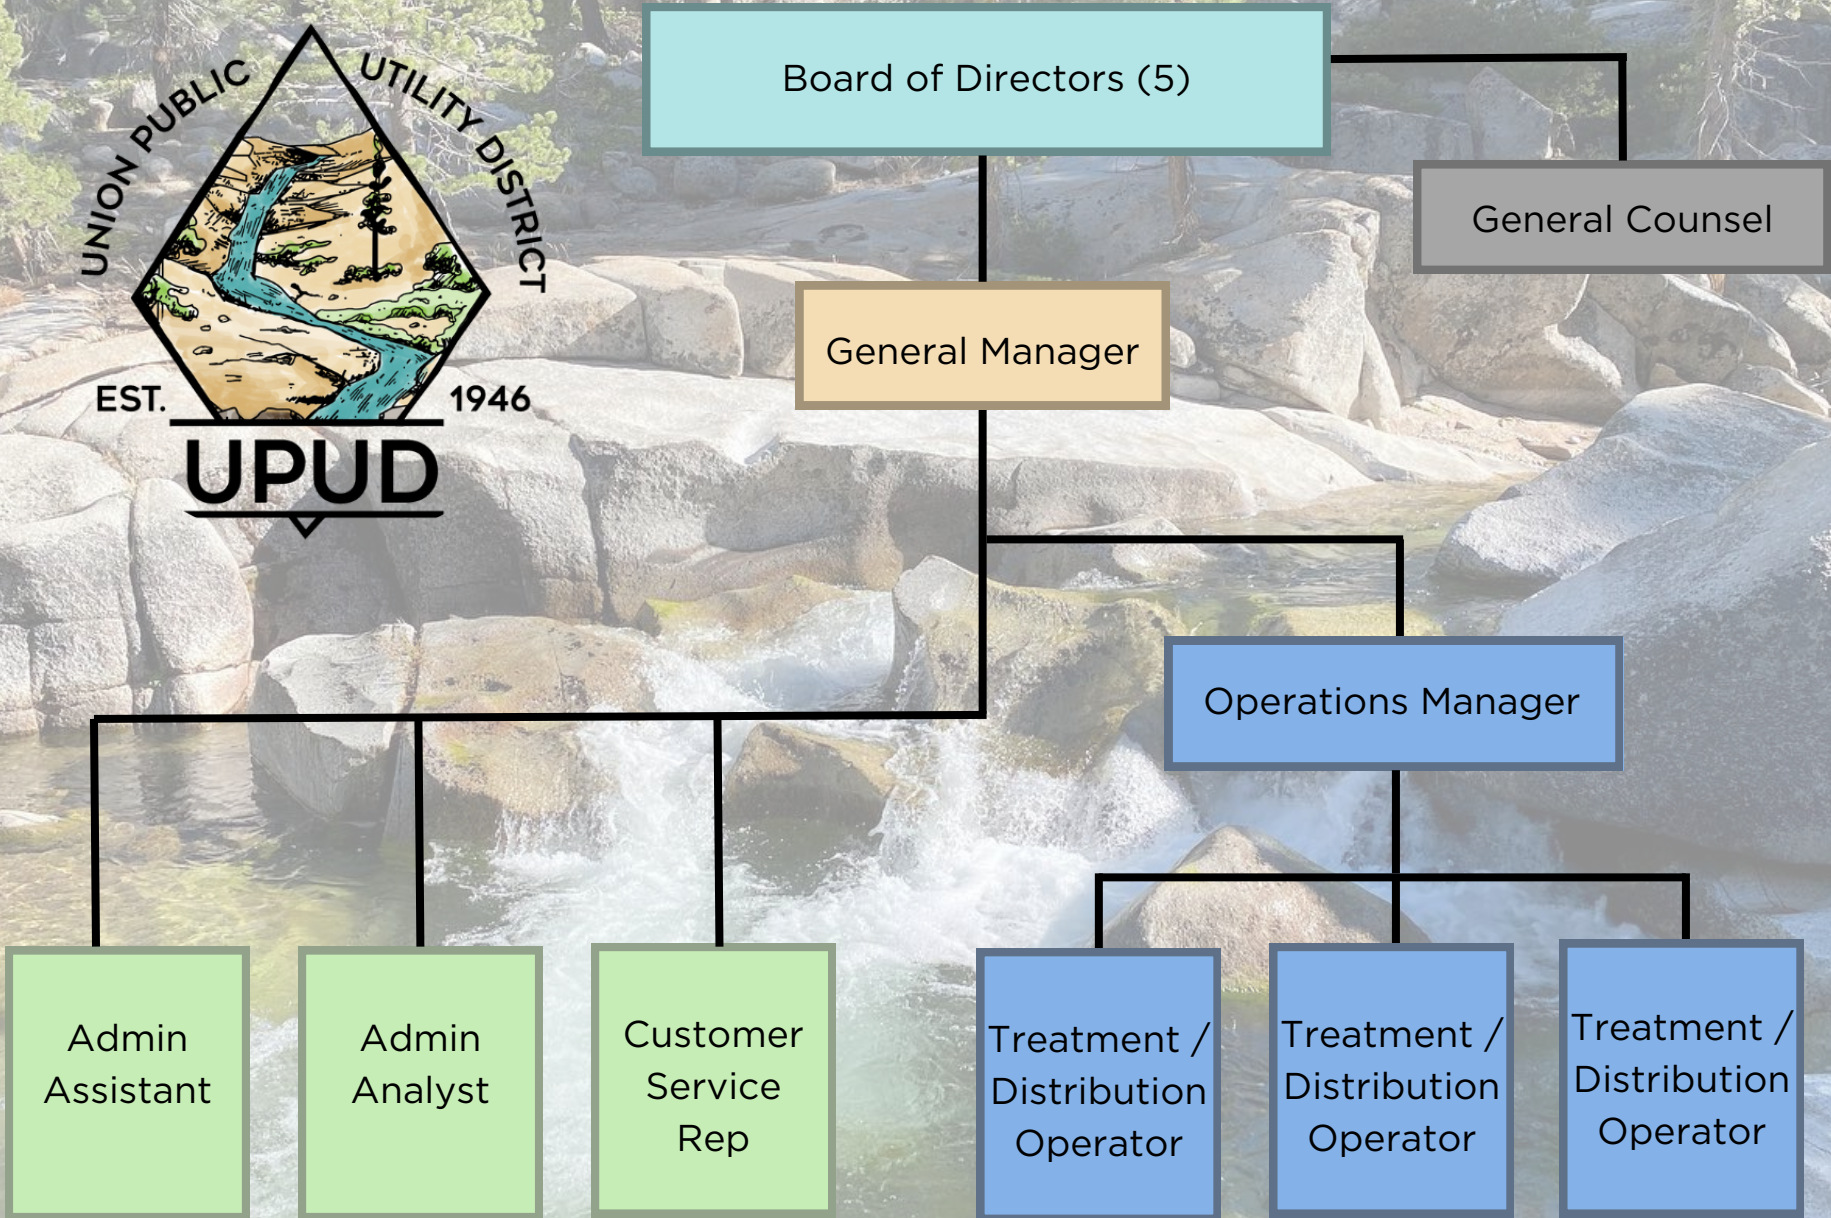 UNION PUBLIC UTILITY DISTRICT
EST. 1946
UPUD
Board of Directors (5)
General Counsel
General Manager
Operations Manager
Admin
Assistant
Admin
Analyst
Customer
Service
Rep
Treatment /
Distribution
Operator
Treatment /
Distribution
Operator
Treatment /
Distribution
Operator